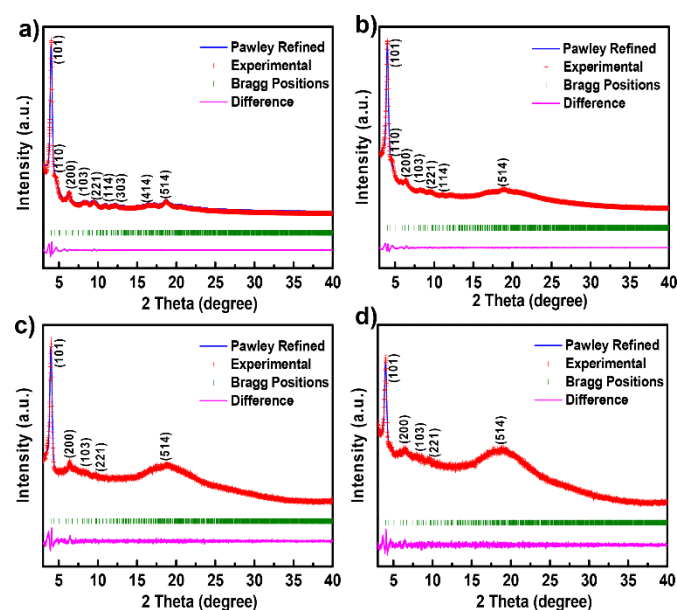 a)
Intensity (a.u.)
(101)
(110)
(200)
(103)
(221)
(114)
(303)
(414)
(514)
Pawley Refined
Experimental
Bragg Positions
Difference
5 10 15 20 25 30 35 40
2 Theta (degree)
b)
Intensity (a.u.)
(101)
(110)
(200)
(103)
(221)
(114)
(514)
Pawley Refined
Experimental
Bragg Positions
Difference
5 10 15 20 25 30 35 40
2 Theta (degree)
c)
Intensity (a.u.)
(101)
(200)
(103)
(221)
(514)
Pawley Refined
Experimental
Bragg Positions
Difference
5 10 15 20 25 30 35 40
2 Theta (degree)
d)
Intensity (a.u.)
(101)
(200)
(103)
(221)
(514)
Pawley Refined
Experimental
Bragg Positions
Difference
5 10 15 20 25 30 35 40
2 Theta (degree)